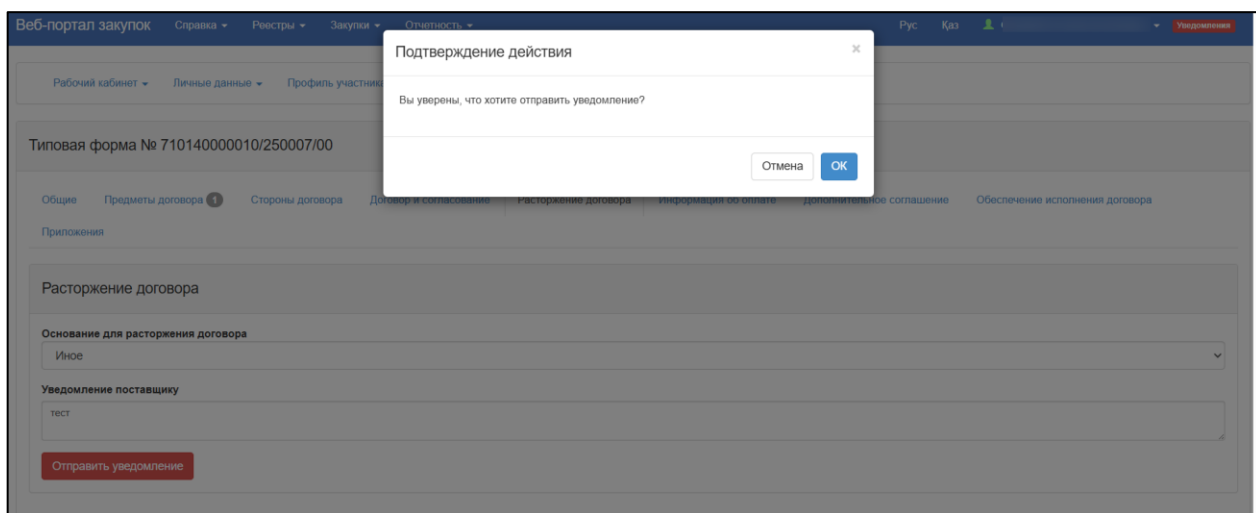 Веб-портал закупок Справка Реестры Закупки Отчетность Рус Қаз Уведомления
Подтверждение действия ×
Рабочий кабинет Личные данные Профиль участника
Вы уверены, что хотите отправить уведомление?
Типовая форма № 710140000010/250007/00
Отмена ОК
Общие Предметы договора 1 Стороны договора Договор и согласование Расторжение договора Информация об оплате Дополнительное соглашение Обеспечение исполнения договора
Приложения
Расторжение договора
Основание для расторжения договора
Иное
Уведомление поставщику
тест
Отправить уведомление